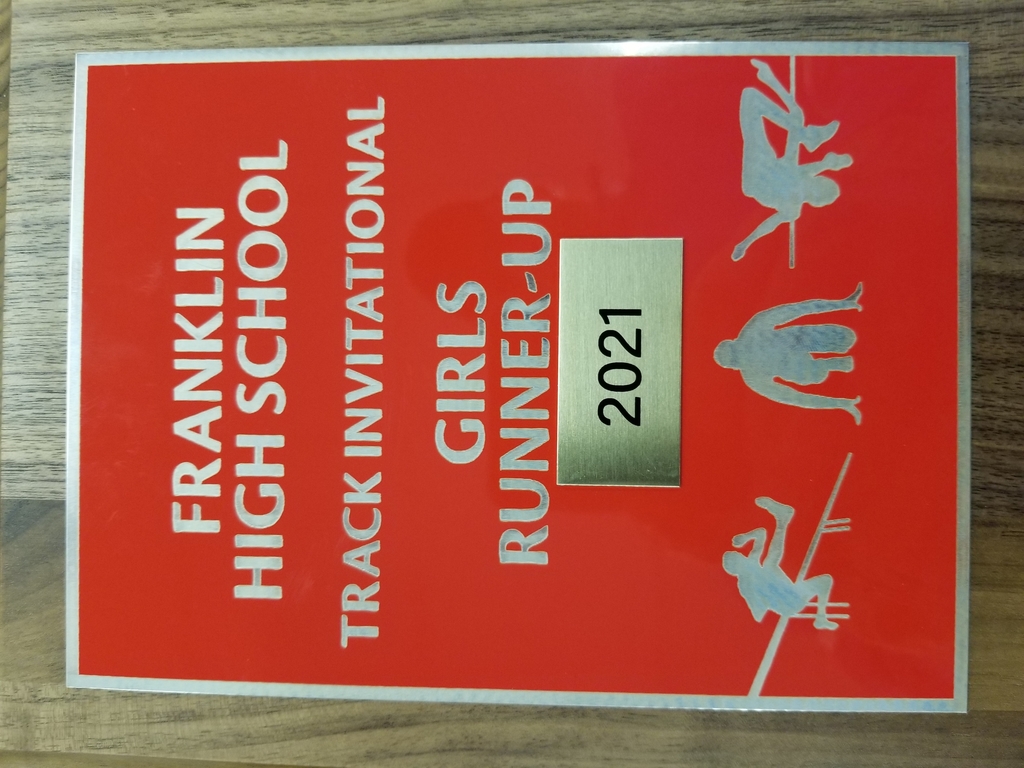 FRANKLIN
HIGH SCHOOL
TRACK INVITATIONAL
GIRLS
RUNNER-UP
2021